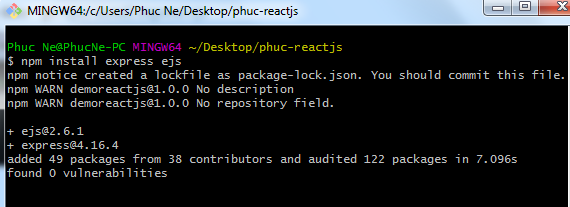 MINGW64:/c/Users/Phuc Ne/Desktop/phuc-reactjs
Phuc Ne@PhucNe-PC MINGW64 ~/Desktop/phuc-reactjs
$ npm install express ejs
npm notice created a lockfile as package-lock.json. You should commit this file.
npm WARN demoreactjs@1.0.0 No description
npm WARN demoreactjs@1.0.0 No repository field.
+ ejs@2.6.1
+ express@4.16.4
added 49 packages from 38 contributors and audited 122 packages in 7.096s
found 0 vulnerabilities